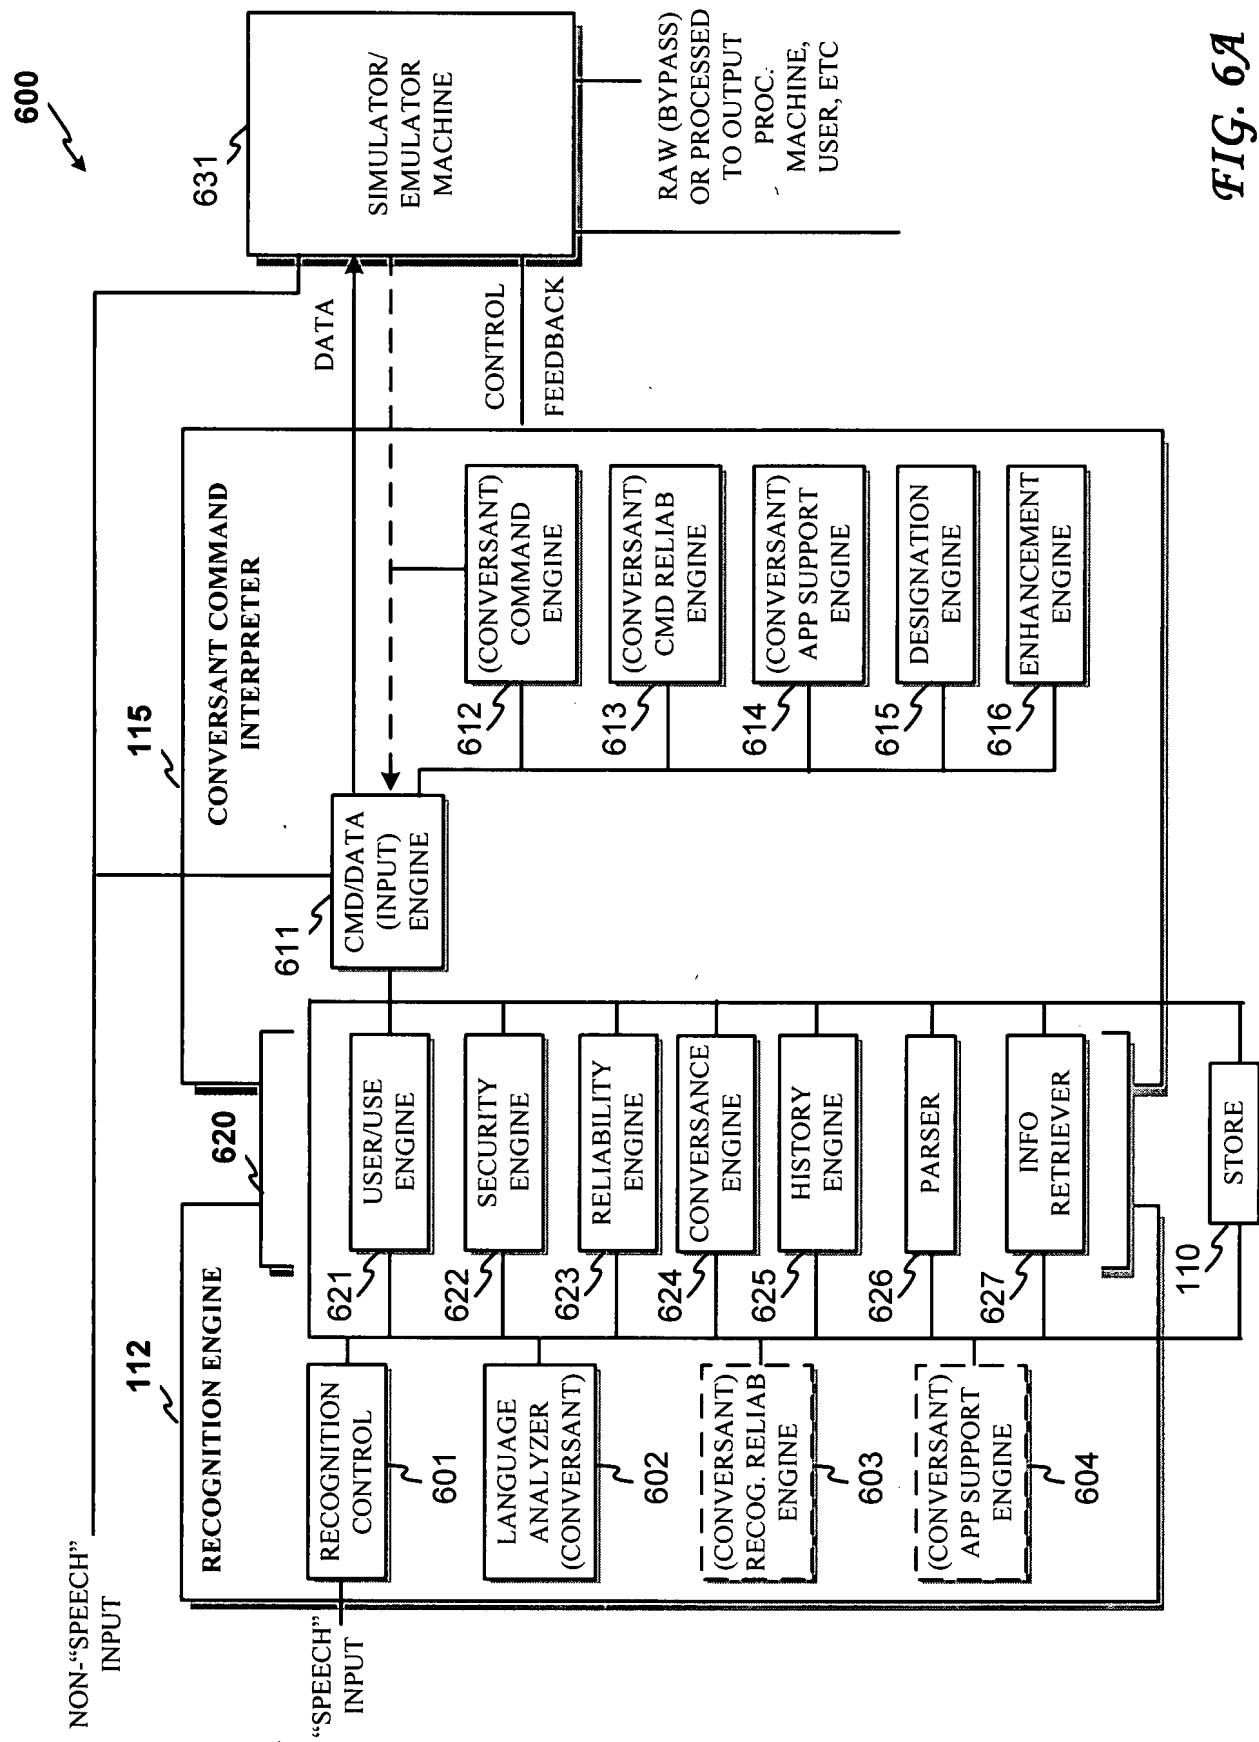 600
NON-“SPEECH”
INPUT
“SPEECH”
INPUT
112
RECOGNITION ENGINE
RECOGNITION
CONTROL
601
LANGUAGE
ANALYZER
(CONVERSANT)
602
(CONVERSANT)
RECOG. RELIAB
ENGINE
603
(CONVERSANT)
APP SUPPORT
ENGINE
604
620
USER/USE
ENGINE
621
SECURITY
ENGINE
622
RELIABILITY
ENGINE
623
CONVERSANCE
ENGINE
624
HISTORY
ENGINE
625
PARSER
626
INFO
RETRIEVER
627
STORE
110
115
CONVERSANT COMMAND
INTERPRETER
CMD/DATA
(INPUT)
ENGINE
611
(CONVERSANT)
COMMAND
ENGINE
612
(CONVERSANT)
CMD RELIAB
ENGINE
613
(CONVERSANT)
APP SUPPORT
ENGINE
614
DESIGNATION
ENGINE
615
ENHANCEMENT
ENGINE
616
DATA
CONTROL
FEEDBACK
631
SIMULATOR/
EMULATOR
MACHINE
RAW (BYPASS)
OR PROCESSED
TO OUTPUT
PROC.
MACHINE,
USER, ETC
FIG. 6A